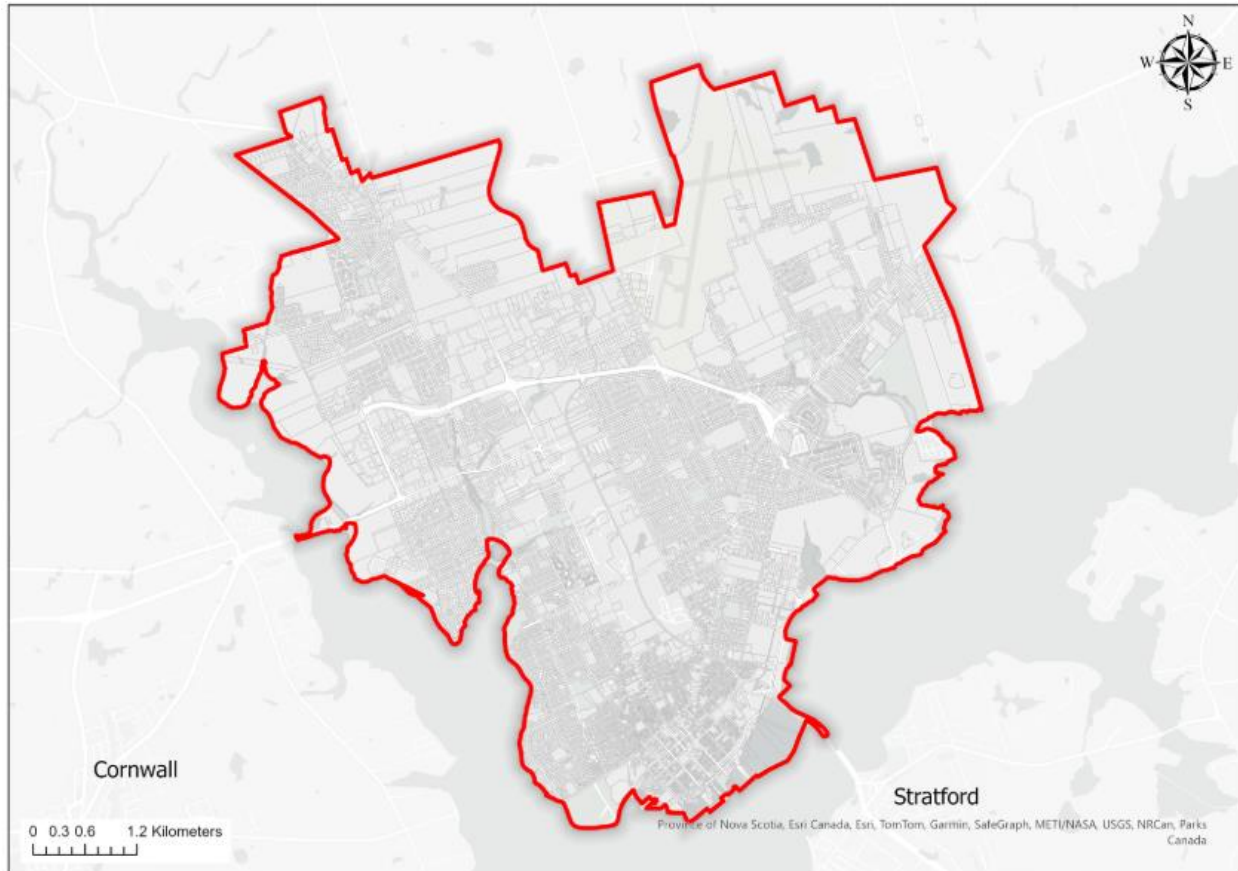 N
W E
S
Cornwall
Stratford
0 0.3 0.6 1.2 Kilometers
Province of Nova Scotia, Esri Canada, Esri, TomTom, Garmin, SafeGraph, METI/NASA, USGS, NRCan, Parks
Canada